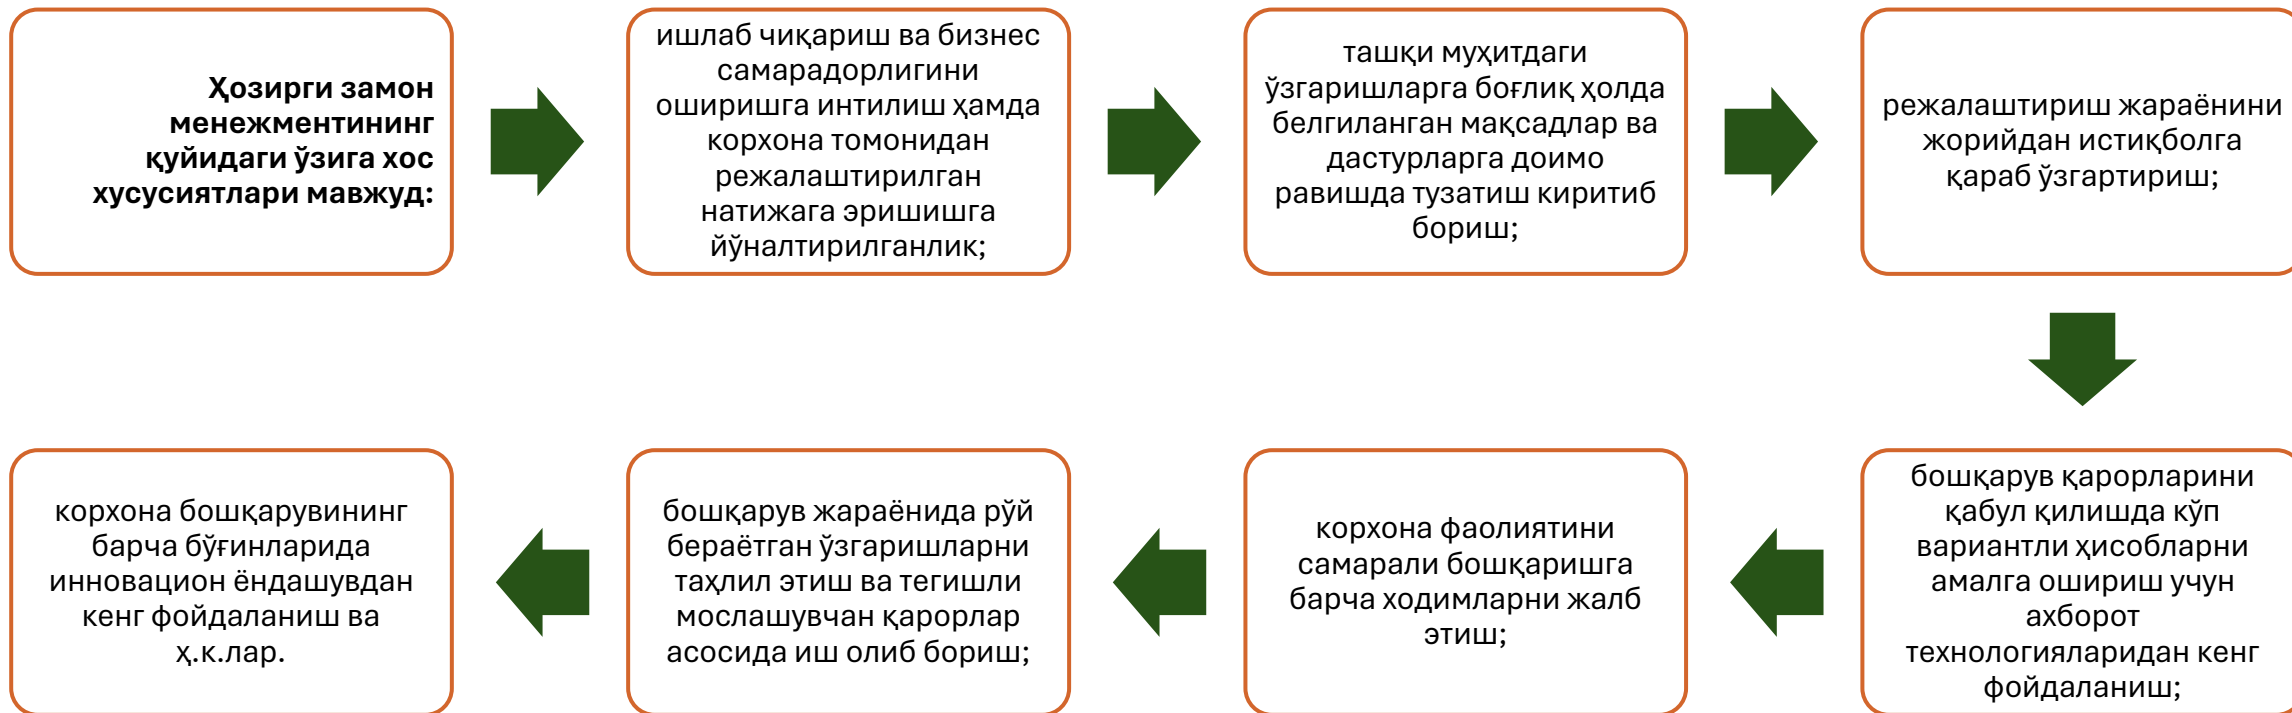 Ҳозирги замон
менежментининг
қуйидаги ўзига хос
хусусиятлари мавжуд:
ишлаб чиқариш ва бизнес
самарадорлигини
оширишга интилиш ҳамда
корхона томонидан
режалаштирилган
натижага эришишга
йўналтирилганлик;
ташқи муҳитдаги
ўзгаришларга боғлиқ ҳолда
белгиланган мақсадлар ва
дастурларга доимо
равишда тузатиш киритиб
бориш;
режалаштириш жараёнини
жорийдан истиқболга
қараб ўзгартириш;
бошқарув қарорларини
қабул қилишда кўп
вариантли ҳисобларни
амалга ошириш учун
ахборот
технологияларидан кенг
фойдаланиш;
корхона фаолиятини
самарали бошқаришга
барча ходимларни жалб
этиш;
бошқарув жараёнида рўй
бераётган ўзгаришларни
таҳлил этиш ва тегишли
мослашувчан қарорлар
асосида иш олиб бориш;
корхона бошқарувининг
барча бўғинларида
инновацион ёндашувдан
кенг фойдаланиш ва
ҳ.к.лар.